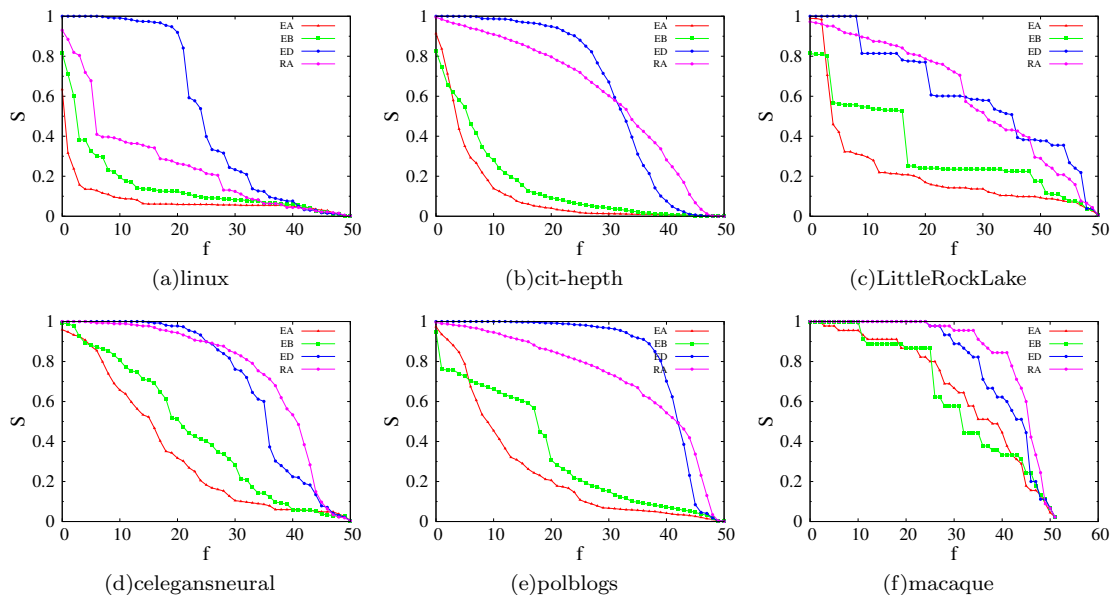 1
0.8
0.6
0.4
0.2
0
S
0 10 20 30 40 50
f
EA
EB
ED
RA
(a)linux
1
0.8
0.6
0.4
0.2
0
S
0 10 20 30 40 50
f
EA
EB
ED
RA
(b)cit-hepth
1
0.8
0.6
0.4
0.2
0
S
0 10 20 30 40 50
f
EA
EB
ED
RA
(c)LittleRockLake
1
0.8
0.6
0.4
0.2
0
S
0 10 20 30 40 50
f
EA
EB
ED
RA
(d)celegansneural
1
0.8
0.6
0.4
0.2
0
S
0 10 20 30 40 50
f
EA
EB
ED
RA
(e)polblogs
1
0.8
0.6
0.4
0.2
0
S
0 10 20 30 40 50 60
f
EA
EB
ED
RA
(f)macaque